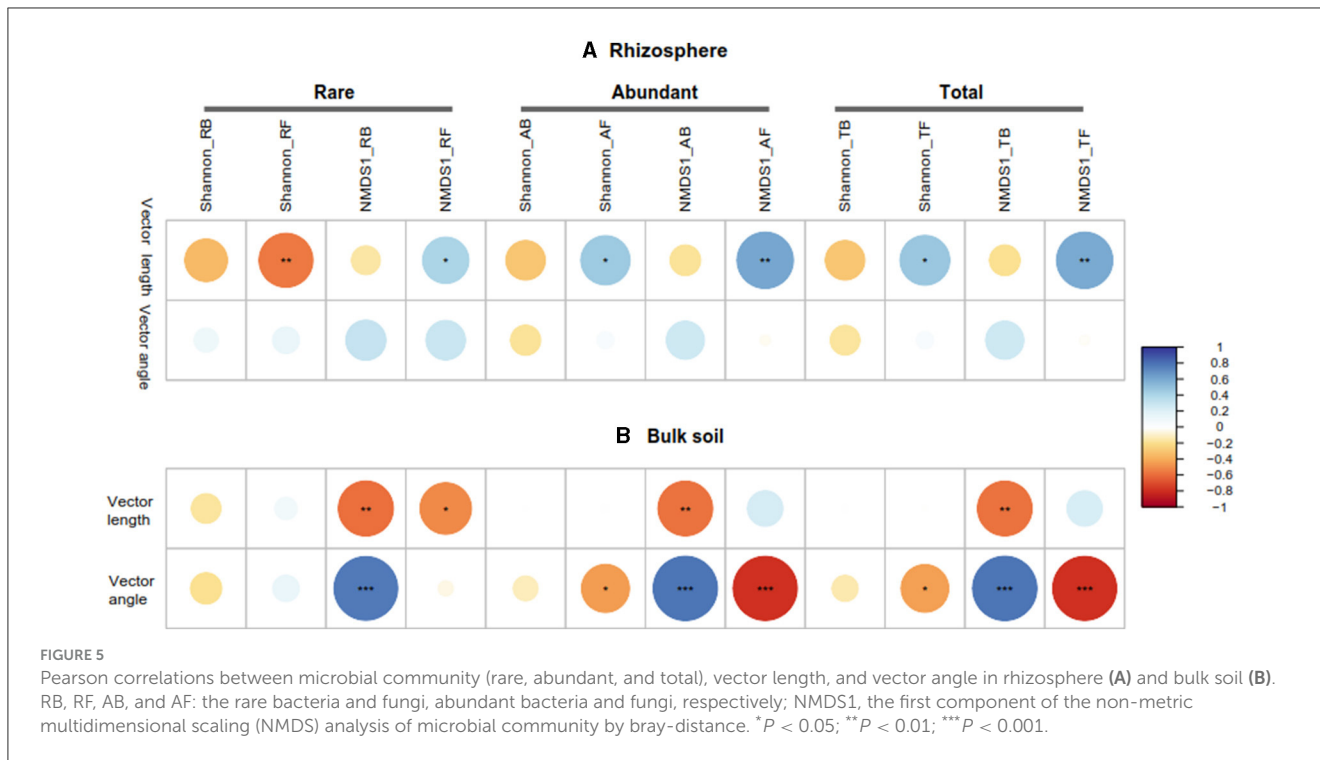 A Rhizosphere
Rare Abundant Total
Shannon_RB Shannon_RF NMDS1_RB NMDS1_RF Shannon_AB Shannon_AF NMDS1_AB NMDS1_AF Shannon_TB Shannon_TF NMDS1_TB NMDS1_TF
Vector length
** * * ** * **
Vector angle
1
0.8
0.6
0.4
0.2
0
−0.2
−0.4
−0.6
−0.8
−1
B Bulk soil
Vector
length
** * ** **
Vector
angle
*** * *** *** * *** ***
FIGURE 5
Pearson correlations between microbial community (rare, abundant, and total), vector length, and vector angle in rhizosphere (A) and bulk soil (B).
RB, RF, AB, and AF: the rare bacteria and fungi, abundant bacteria and fungi, respectively; NMDS1, the first component of the non-metric
multidimensional scaling (NMDS) analysis of microbial community by bray-distance. *P < 0.05; **P < 0.01; ***P < 0.001.